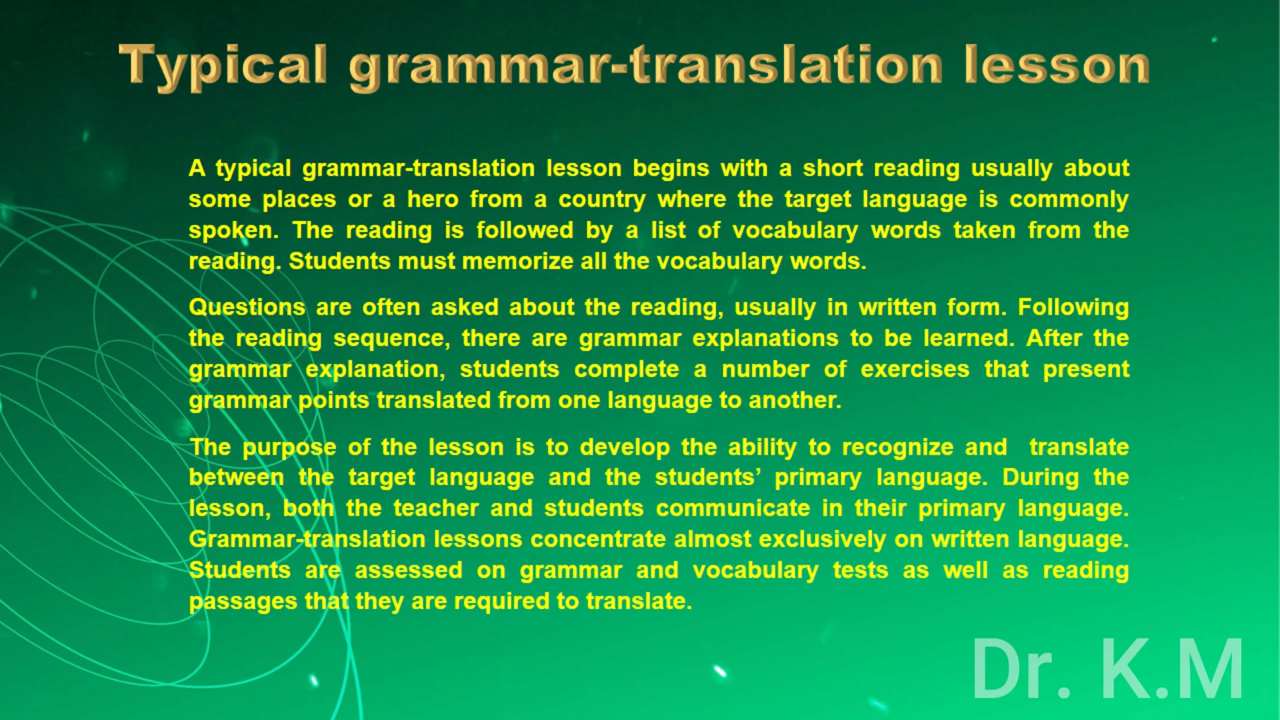 Typical grammar-translation lesson
A typical grammar-translation lesson begins with a short reading usually about
some places or a hero from a country where the target language is commonly
spoken. The reading is followed by a list of vocabulary words taken from the
reading. Students must memorize all the vocabulary words.
Questions are often asked about the reading, usually in written form. Following
the reading sequence, there are grammar explanations to be learned. After the
grammar explanation, students complete a number of exercises that present
grammar points translated from one language to another.
The purpose of the lesson is to develop the ability to recognize and  translate
between the target language and the students’ primary language. During the
lesson, both the teacher and students communicate in their primary language.
Grammar-translation lessons concentrate almost exclusively on written language.
Students are assessed on grammar and vocabulary tests as well as reading
passages that they are required to translate.
Dr. K.M